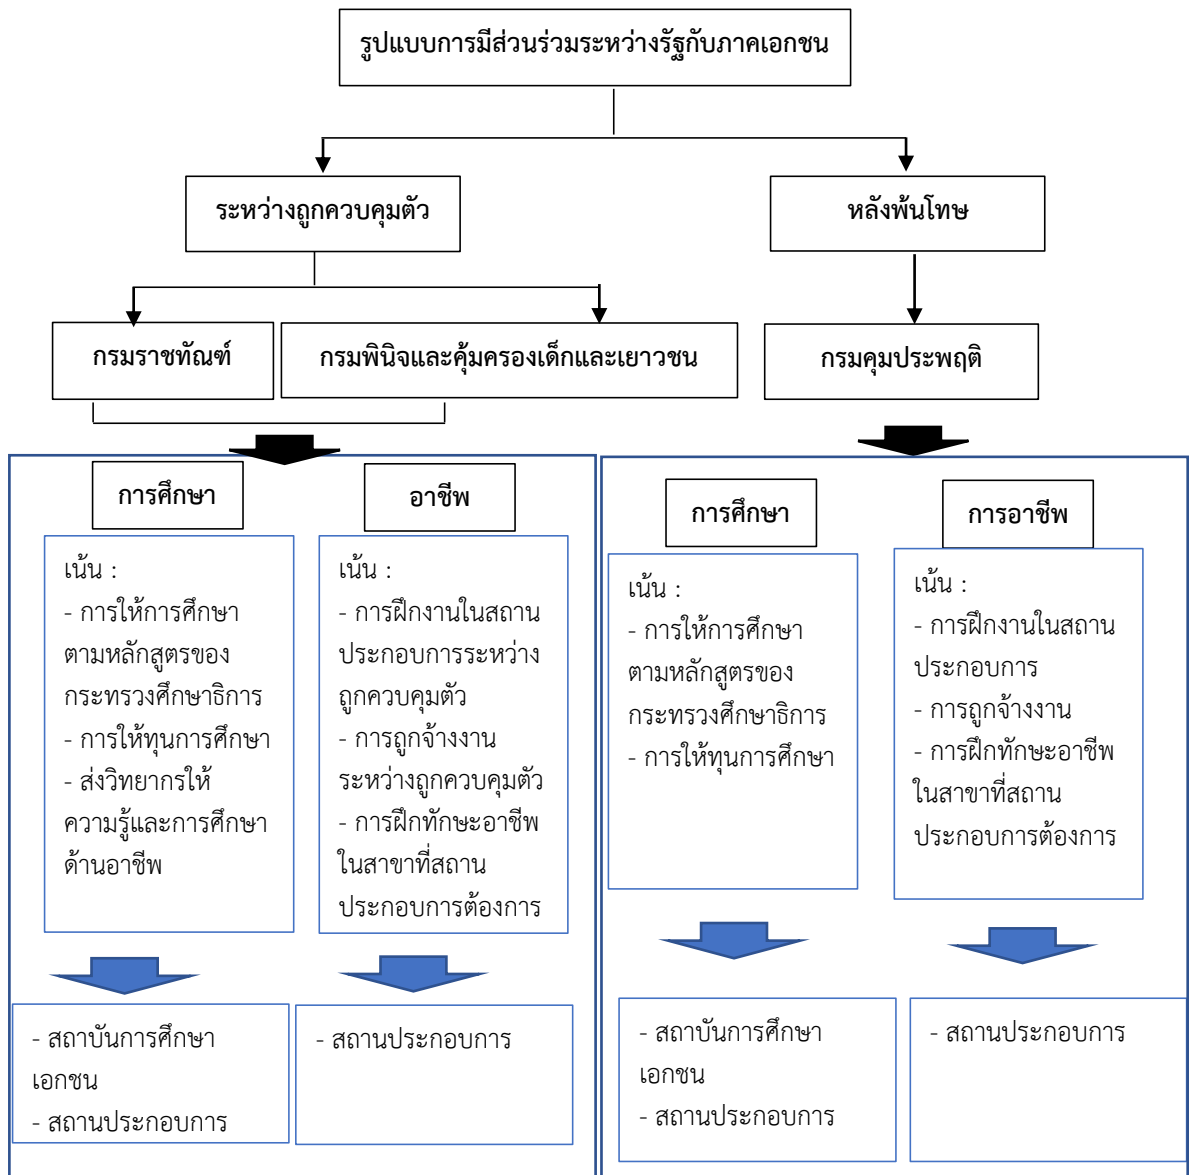 รูปแบบการมีส่วนร่วมระหว่างรัฐกับภาคเอกชน
ระหว่างถูกควบคุมตัว
หลังพ้นโทษ
กรมราชทัณฑ์
กรมพินิจและคุ้มครองเด็กและเยาวชน
กรมคุมประพฤติ
การศึกษา
เน้น :
- การให้การศึกษา
ตามหลักสูตรของ
กระทรวงศึกษาธิการ
- การให้ทุนการศึกษา
- ส่งวิทยากรให้
ความรู้และการศึกษา
ด้านอาชีพ
- สถาบันการศึกษา
เอกชน
- สถานประกอบการ
อาชีพ
เน้น :
- การฝึกงานในสถาน
ประกอบการระหว่าง
ถูกควบคุมตัว
- การถูกจ้างงาน
ระหว่างถูกควบคุมตัว
- การฝึกทักษะอาชีพ
ในสาขาที่สถาน
ประกอบการต้องการ
- สถานประกอบการ
การศึกษา
เน้น :
- การให้การศึกษา
ตามหลักสูตรของ
กระทรวงศึกษาธิการ
- การให้ทุนการศึกษา
- สถาบันการศึกษา
เอกชน
- สถานประกอบการ
การอาชีพ
เน้น :
- การฝึกงานในสถาน
ประกอบการ
- การถูกจ้างงาน
- การฝึกทักษะอาชีพ
ในสาขาที่สถาน
ประกอบการต้องการ
- สถานประกอบการ